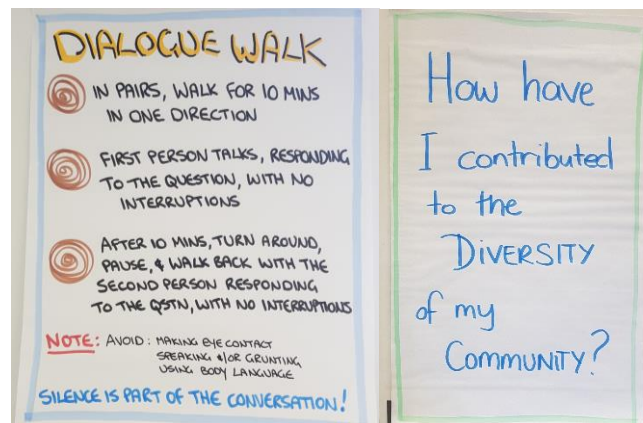 DIALOGUE WALK
IN PAIRS, WALK FOR 10 MINS
IN ONE DIRECTION
FIRST PERSON TALKS, RESPONDING
TO THE QUESTION, WITH NO
INTERRUPTIONS
AFTER 10 MINS, TURN AROUND,
PAUSE, & WALK BACK WITH THE
SECOND PERSON RESPONDING
TO THE QSTN, WITH NO INTERRUPTIONS
NOTE: AVOID: MAKING EYE CONTACT
SPEAKING &/OR GRUNTING
USING BODY LANGUAGE
SILENCE IS PART OF THE CONVERSATION!
How have
I contributed
to the
DIVERSITY
of my
COMMUNITY?